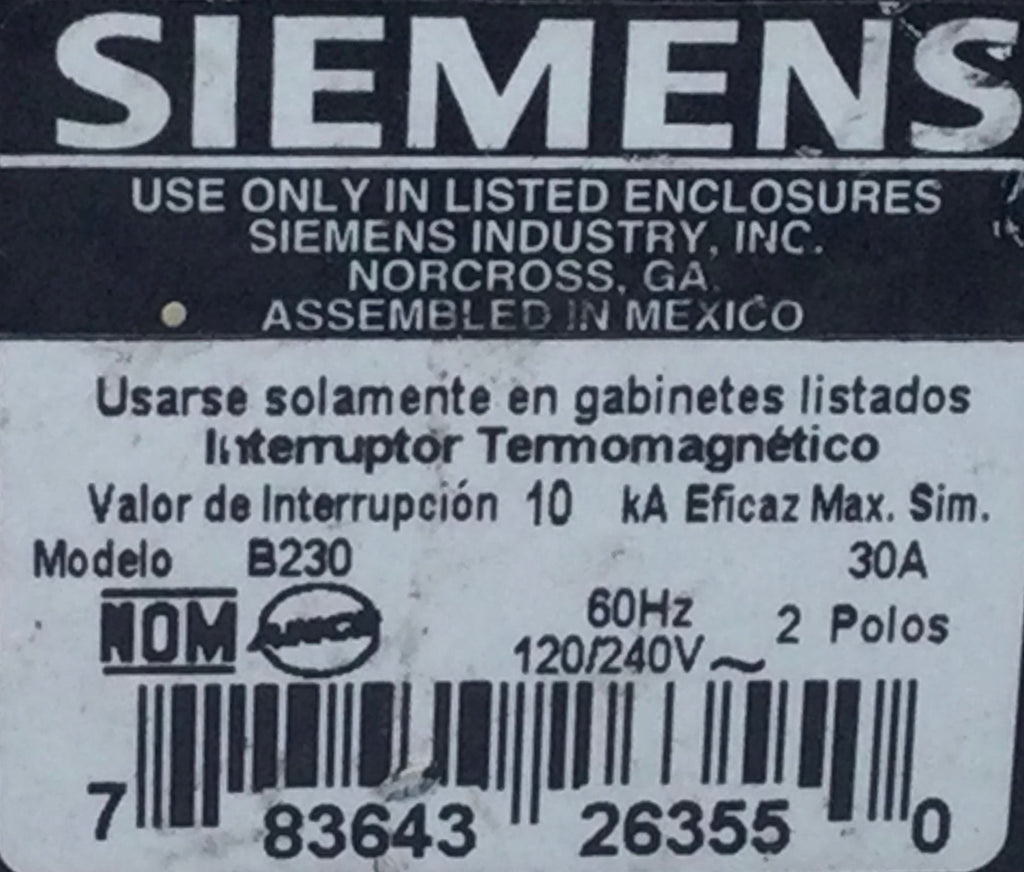 SIEMENS
USE ONLY IN LISTED ENCLOSURES
SIEMENS INDUSTRY, INC.
NORCROSS, GA.
ASSEMBLED IN MEXICO
Usarse solamente en gabinetes listados
Interruptor Termomagnético
Valor de Interrupción 10 kA Eficaz Max. Sim.
Modelo B230 30A
NOM ANCE 60Hz 2 Polos
120/240V~
7 83643 26355 0